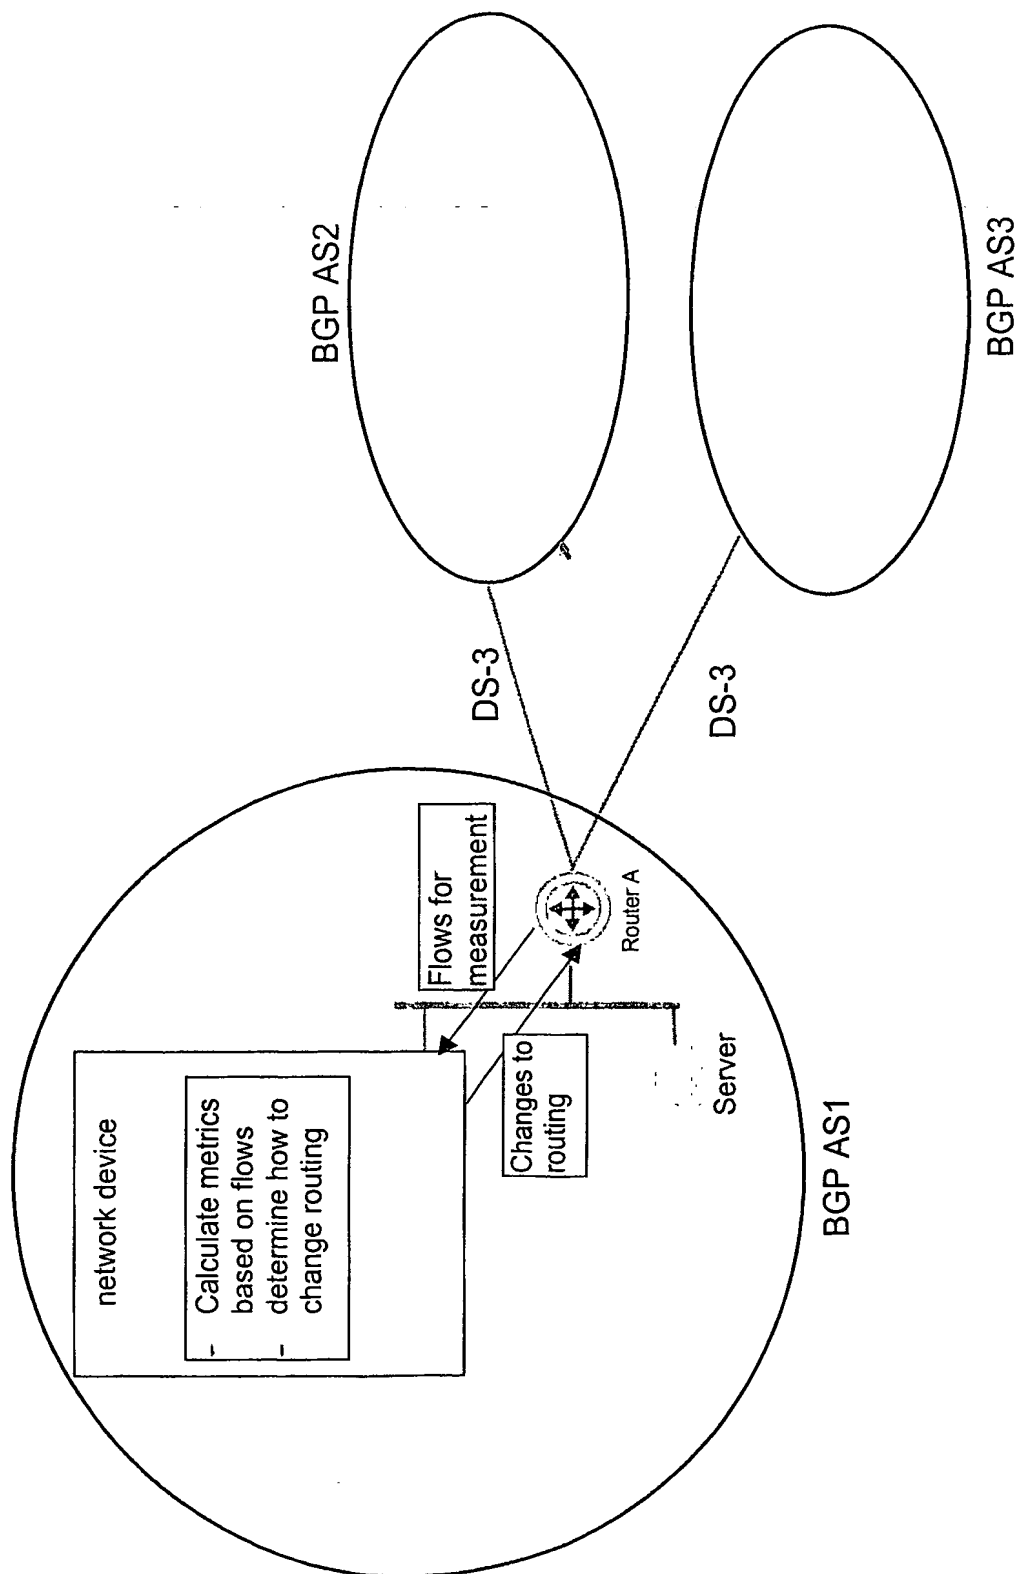 network device
- Calculate metrics
based on flows
- determine how to
change routing
Flows for
measurement
Changes to
routing
Router A
Server
BGP AS1
DS-3
DS-3
BGP AS2
BGP AS3